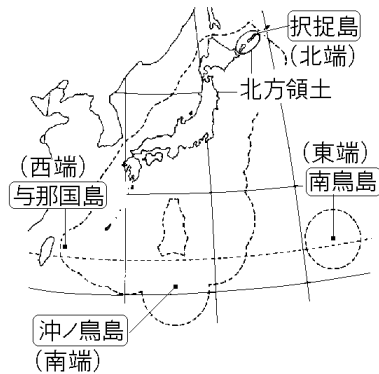 択捉島
(北端)
北方領土
(西端)
与那国島
(東端)
南鳥島
沖ノ鳥島
(南端)